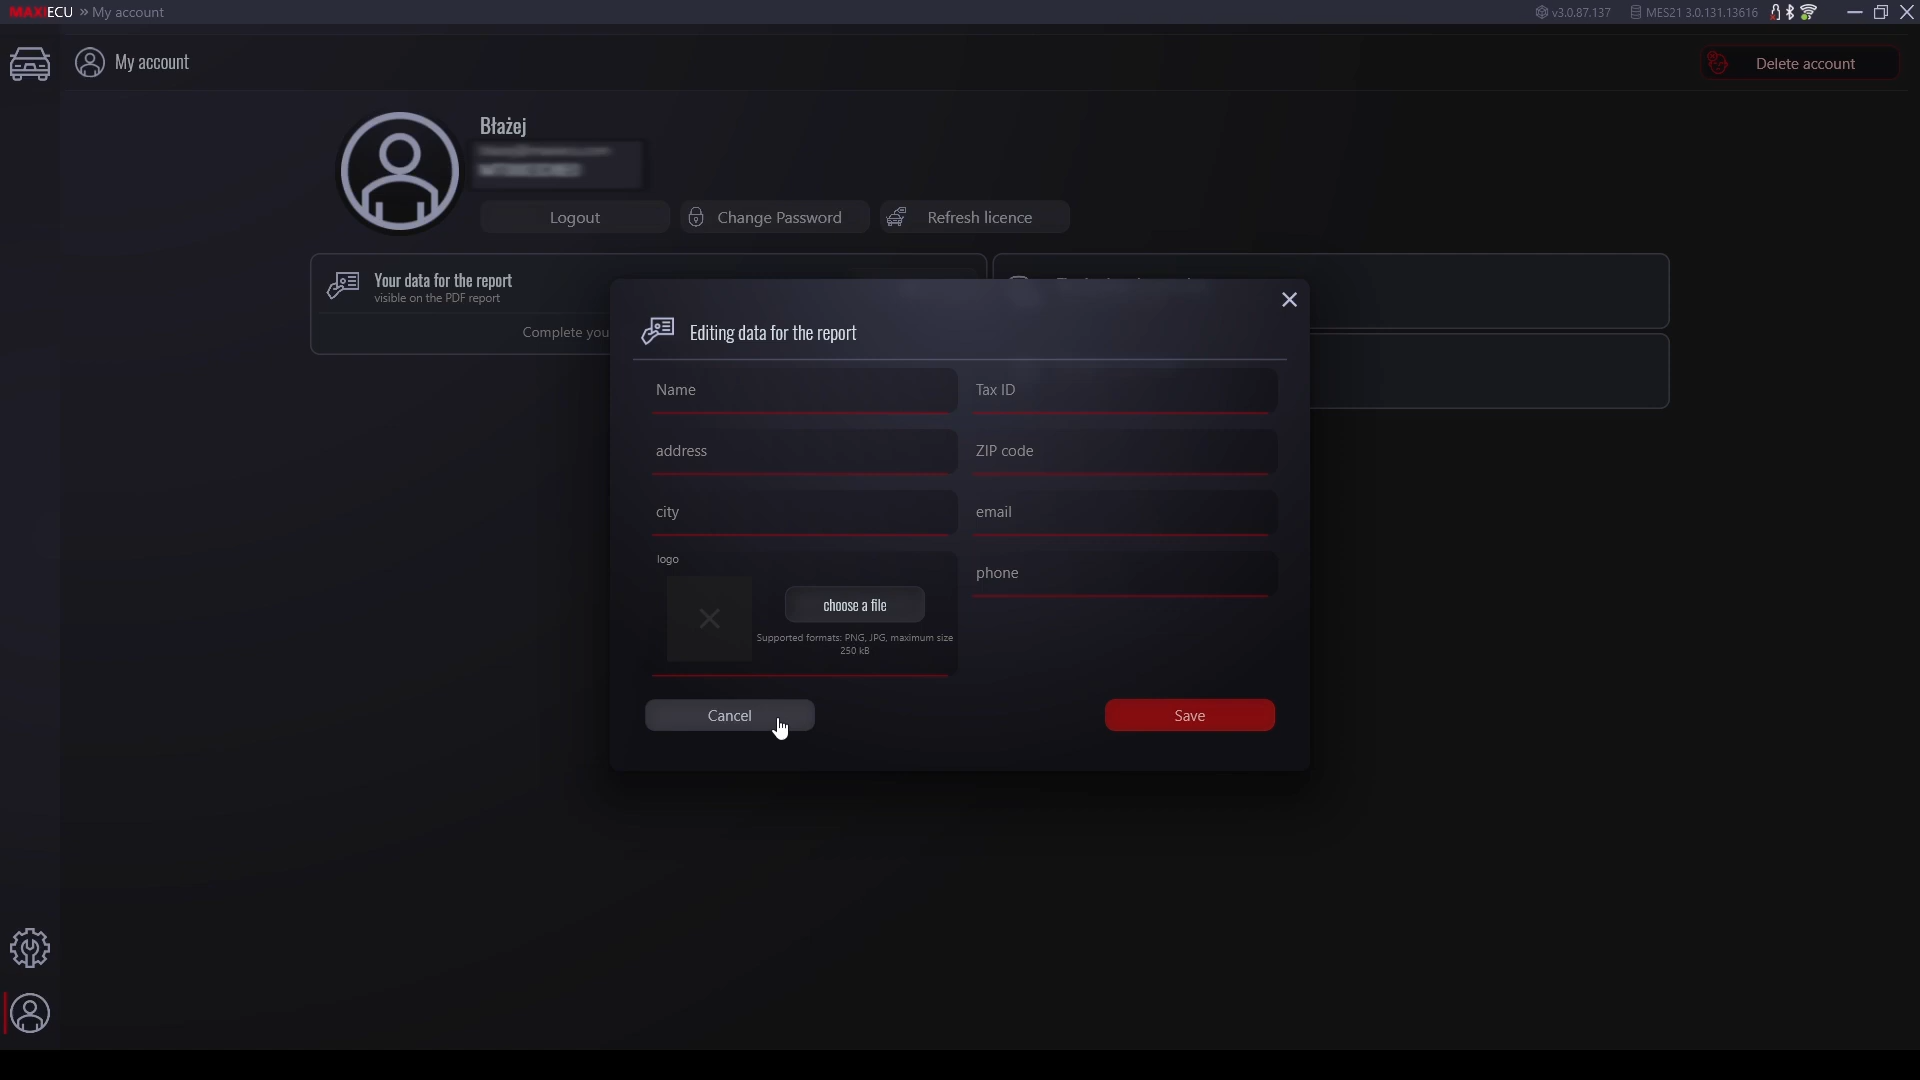 MAXIECU » My account
v3.0.87.137
MES21 3.0.131.13616
My account
Delete account
Błażej
Logout
Change Password
Refresh licence
Your data for the report
visible on the PDF report
Complete you
Editing data for the report
Name
Tax ID
address
ZIP code
city
email
logo
phone
choose a file
Supported formats: PNG, JPG, maximum size
250 kB
Cancel
Save